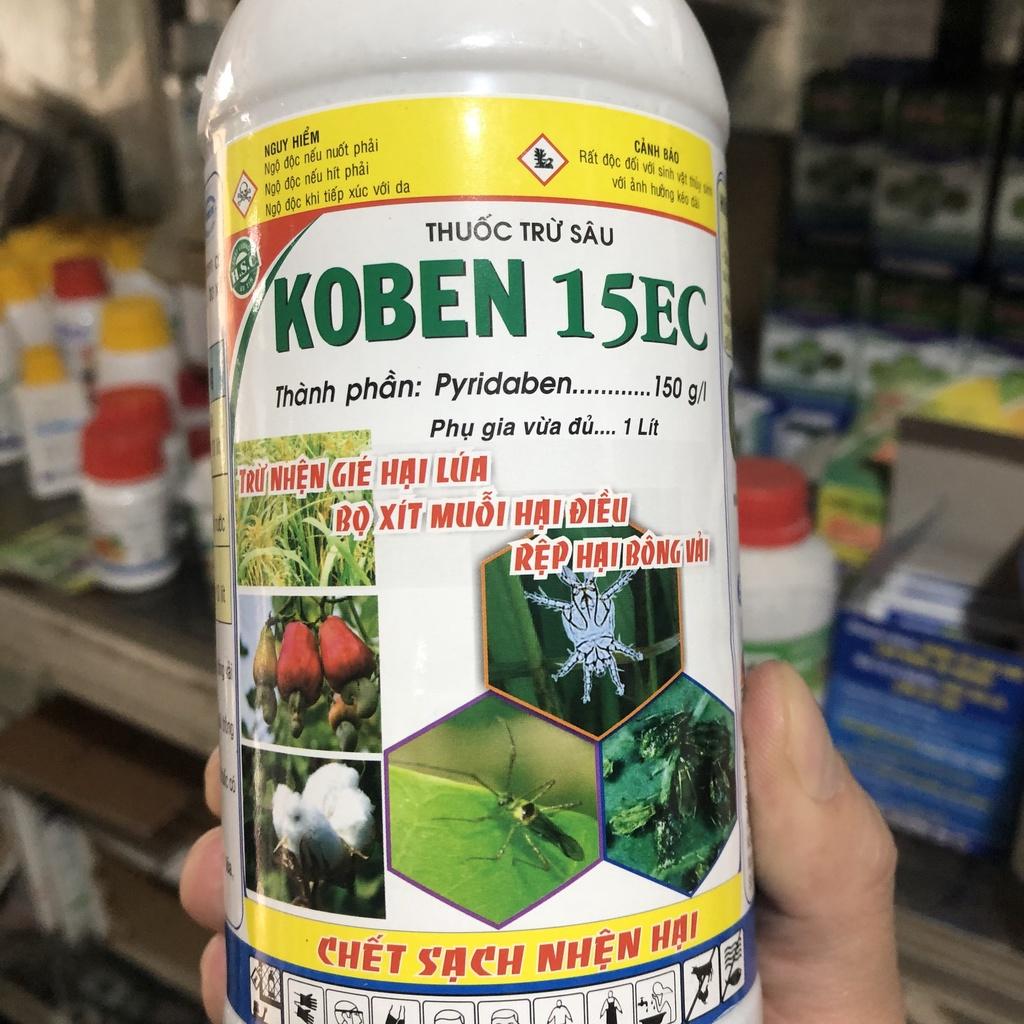 NGUY HIỂM
Ngộ độc nếu nuốt phải
Ngộ độc nếu hít phải
Ngộ độc khi tiếp xúc với da
CẢNH BÁO
Rất độc đối với sinh vật thủy sinh
với ảnh hưởng kéo dài
H.S.C
THUỐC TRỪ SÂU
KOBEN 15EC
Thành phần: Pyridaben............150 g/l
Phụ gia vừa đủ.... 1 Lít
TRỪ NHỆN GIÉ HẠI LÚA
BỌ XÍT MUỖI HẠI ĐIỀU
RỆP HẠI BÔNG VẢI
CHẾT SẠCH NHỆN HẠI